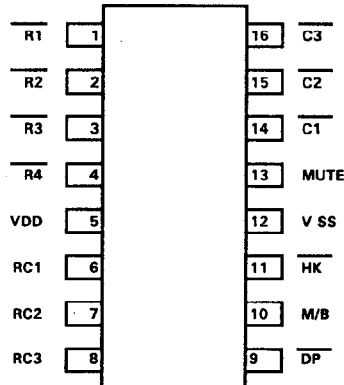 R1 1 16 C3
R2 2 15 C2
R3 3 14 C1
R4 4 13 MUTE
VDD 5 12 V SS
RC1 6 11 HK
RC2 7 10 M/B
RC3 8 9 DP